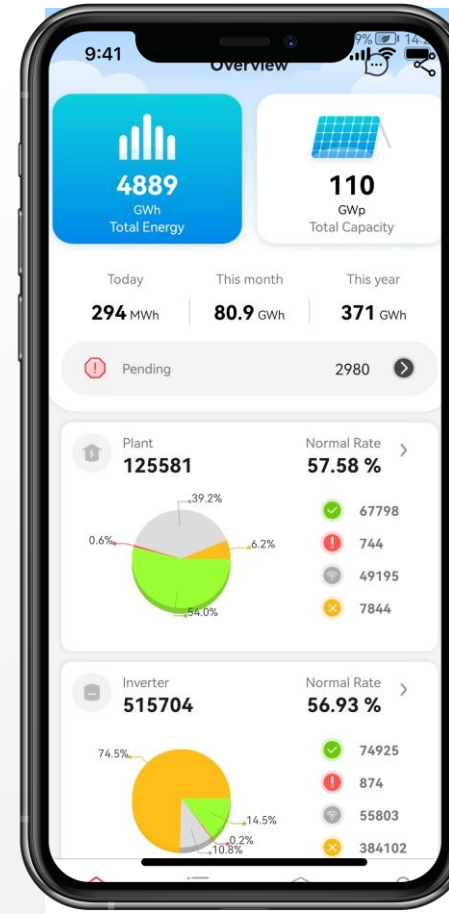 9:41
9%
Overview
4889
GWh
Total Energy
110
GWp
Total Capacity
Today
This month
This year
294 MWh
80.9 GWh
371 GWh
Pending
2980
Plant
125581
Normal Rate
57.58 %
39.2%
0.6%
6.2%
54.0%
67798
744
49195
7844
Inverter
515704
Normal Rate
56.93 %
74.5%
14.5%
0.2%
10.8%
74925
874
55803
384102